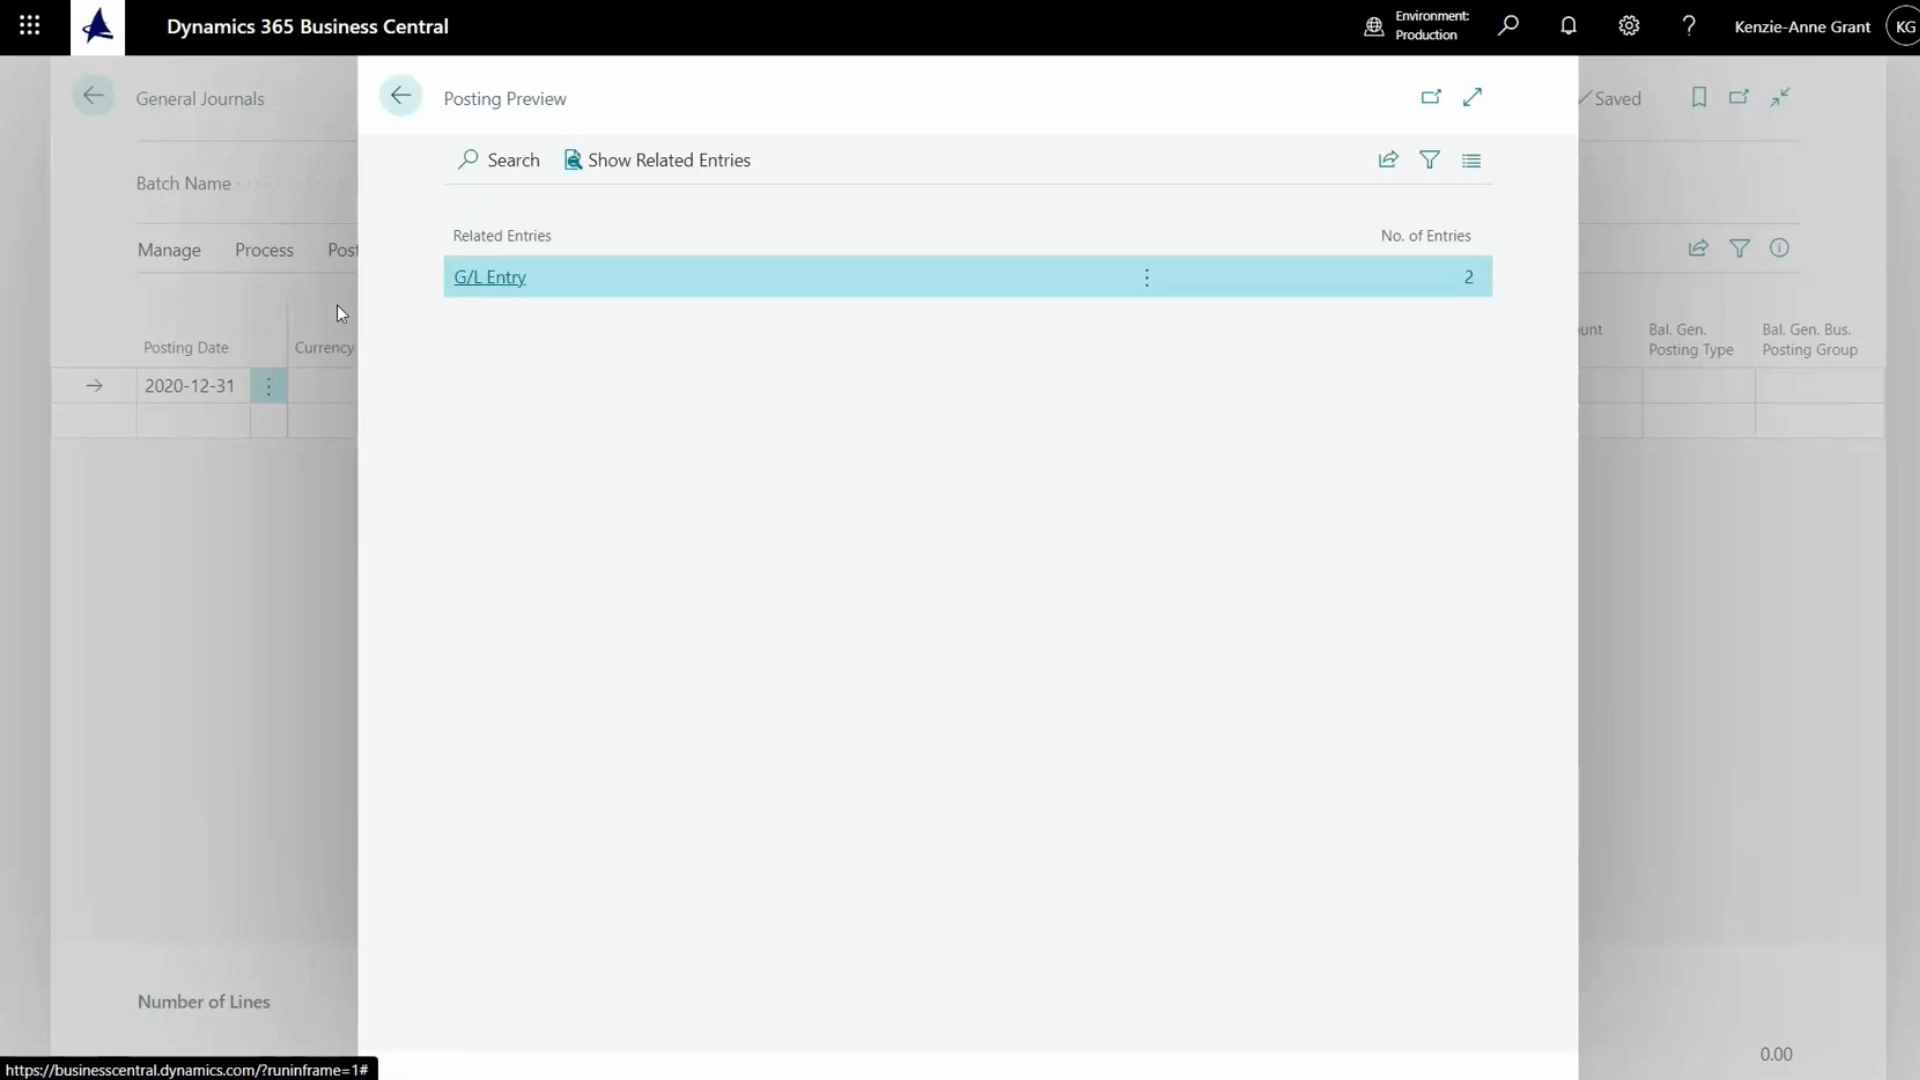 Dynamics 365 Business Central
Environment:
Production
Kenzie-Anne Grant
KG
General Journals
Posting Preview
Saved
Batch Name
Search
Show Related Entries
Manage
Process
Post
Related Entries
No. of Entries
G/L Entry
2
Posting Date
Currency
unt
Bal. Gen.
Posting Type
Bal. Gen. Bus.
Posting Group
2020-12-31
Number of Lines
0.00
https://businesscentral.dynamics.com/?runinframe=1#